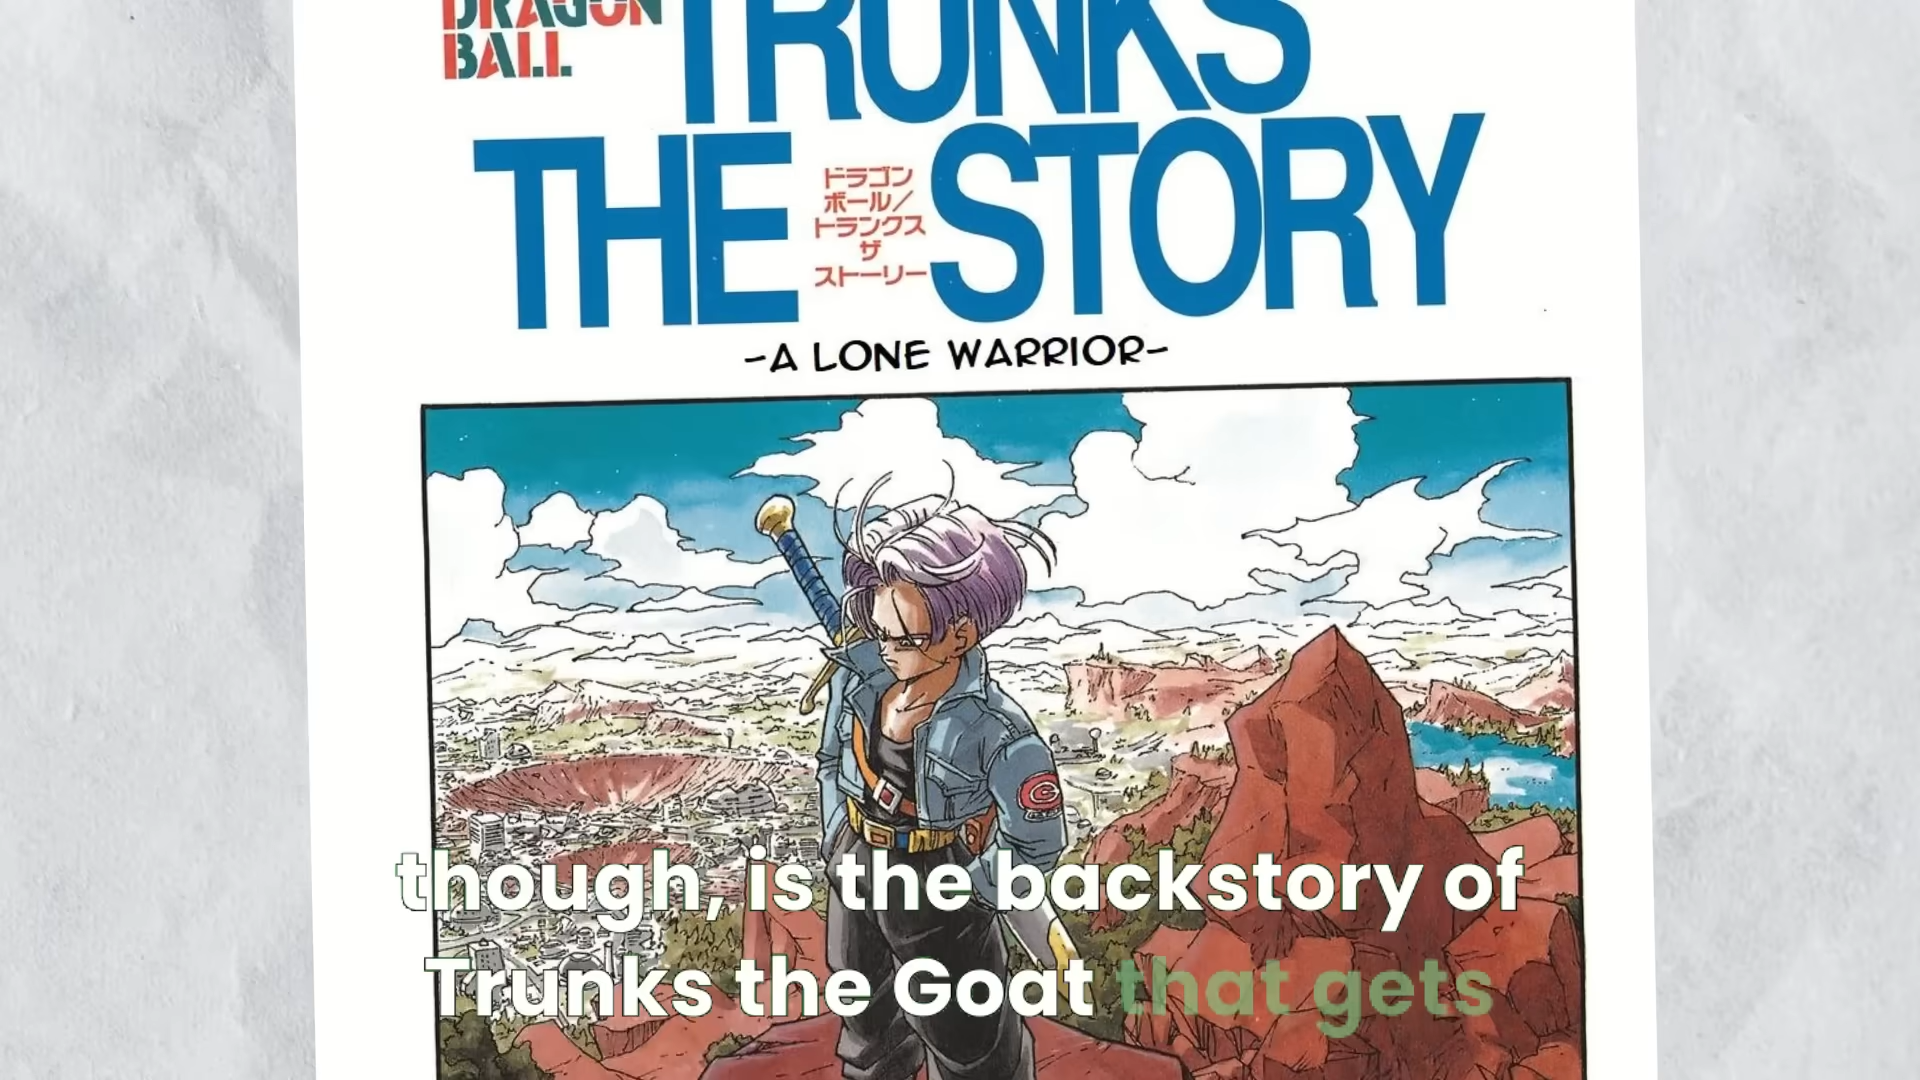 DRAGON
BALL
TRUNKS
THE STORY
ドラゴン
ボール／
トランクス
ザ
ストーリー
-A LONE WARRIOR-
though, is the backstory of
Trunks the Goat that gets